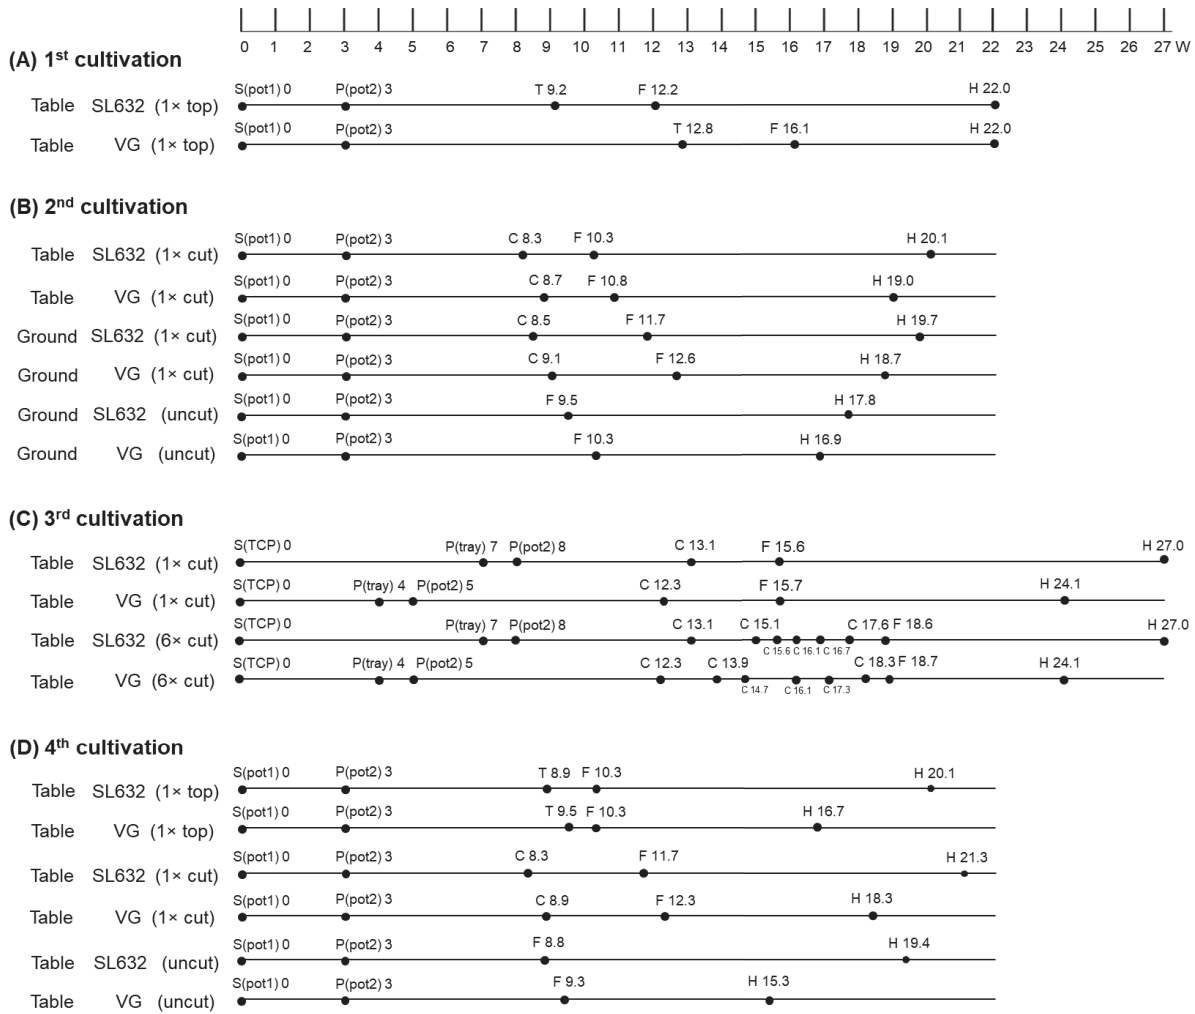 0 1 2 3 4 5 6 7 8 9 10 11 12 13 14 15 16 17 18 19 20 21 22 23 24 25 26 27 W
(A) 1st cultivation
Table SL632 (1× top) S(pot1) 0 P(pot2) 3 T 9.2 F 12.2 H 22.0
Table VG (1× top) S(pot1) 0 P(pot2) 3 T 12.8 F 16.1 H 22.0
(B) 2nd cultivation
Table SL632 (1× cut) S(pot1) 0 P(pot2) 3 C 8.3 F 10.3 H 20.1
Table VG (1× cut) S(pot1) 0 P(pot2) 3 C 8.7 F 10.8 H 19.0
Ground SL632 (1× cut) S(pot1) 0 P(pot2) 3 C 8.5 F 11.7 H 19.7
Ground VG (1× cut) S(pot1) 0 P(pot2) 3 C 9.1 F 12.6 H 18.7
Ground SL632 (uncut) S(pot1) 0 P(pot2) 3 F 9.5 H 17.8
Ground VG (uncut) S(pot1) 0 P(pot2) 3 F 10.3 H 16.9
(C) 3rd cultivation
Table SL632 (1× cut) S(TCP) 0 P(tray) 7 P(pot2) 8 C 13.1 F 15.6 H 27.0
Table VG (1× cut) S(TCP) 0 P(tray) 4 P(pot2) 5 C 12.3 F 15.7 H 24.1
Table SL632 (6× cut) S(TCP) 0 P(tray) 7 P(pot2) 8 C 13.1 C 15.1 C 17.6 F 18.6 H 27.0
C 15.6 C 16.1 C 16.7
Table VG (6× cut) S(TCP) 0 P(tray) 4 P(pot2) 5 C 12.3 C 13.9 C 18.3 F 18.7 H 24.1
C 14.7 C 16.1 C 17.3
(D) 4th cultivation
Table SL632 (1× top) S(pot1) 0 P(pot2) 3 T 8.9 F 10.3 H 20.1
Table VG (1× top) S(pot1) 0 P(pot2) 3 T 9.5 F 10.3 H 16.7
Table SL632 (1× cut) S(pot1) 0 P(pot2) 3 C 8.3 F 11.7 H 21.3
Table VG (1× cut) S(pot1) 0 P(pot2) 3 C 8.9 F 12.3 H 18.3
Table SL632 (uncut) S(pot1) 0 P(pot2) 3 F 8.8 H 19.4
Table VG (uncut) S(pot1) 0 P(pot2) 3 F 9.3 H 15.3